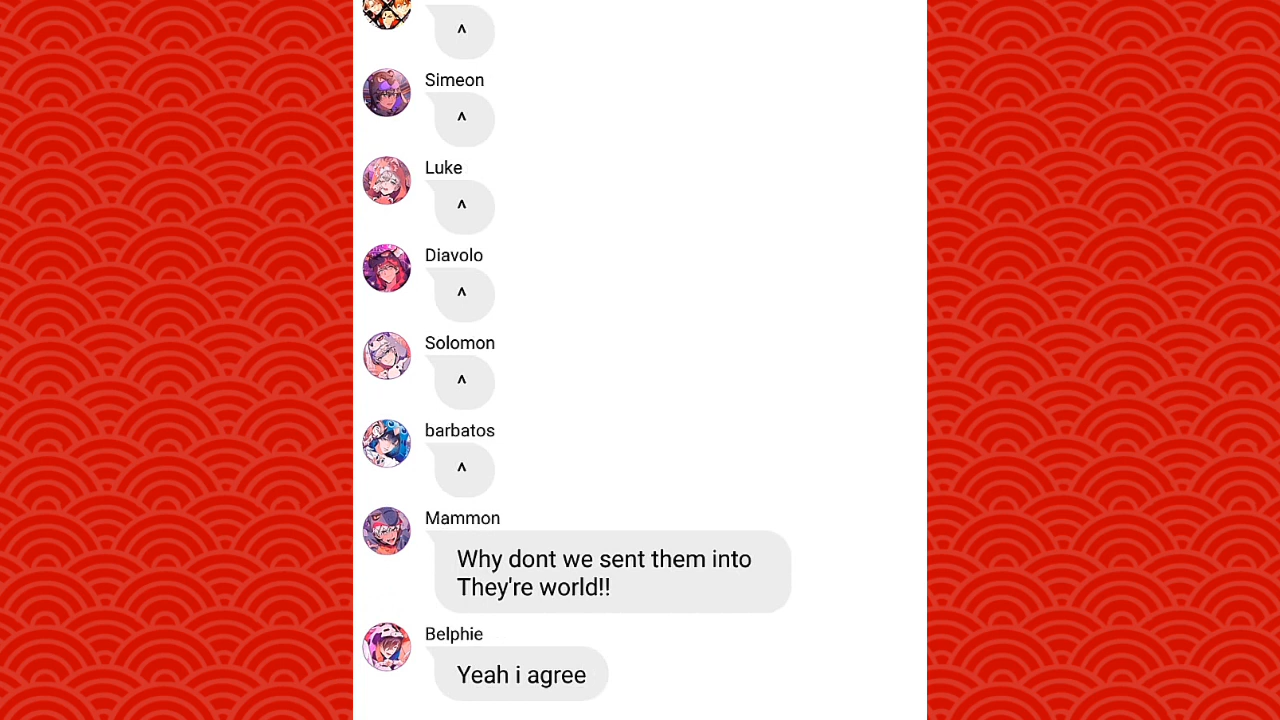 ^
Simeon
^
Luke
^
Diavolo
^
Solomon
^
barbatos
^
Mammon
Why dont we sent them into
They're world!!
Belphie
Yeah i agree